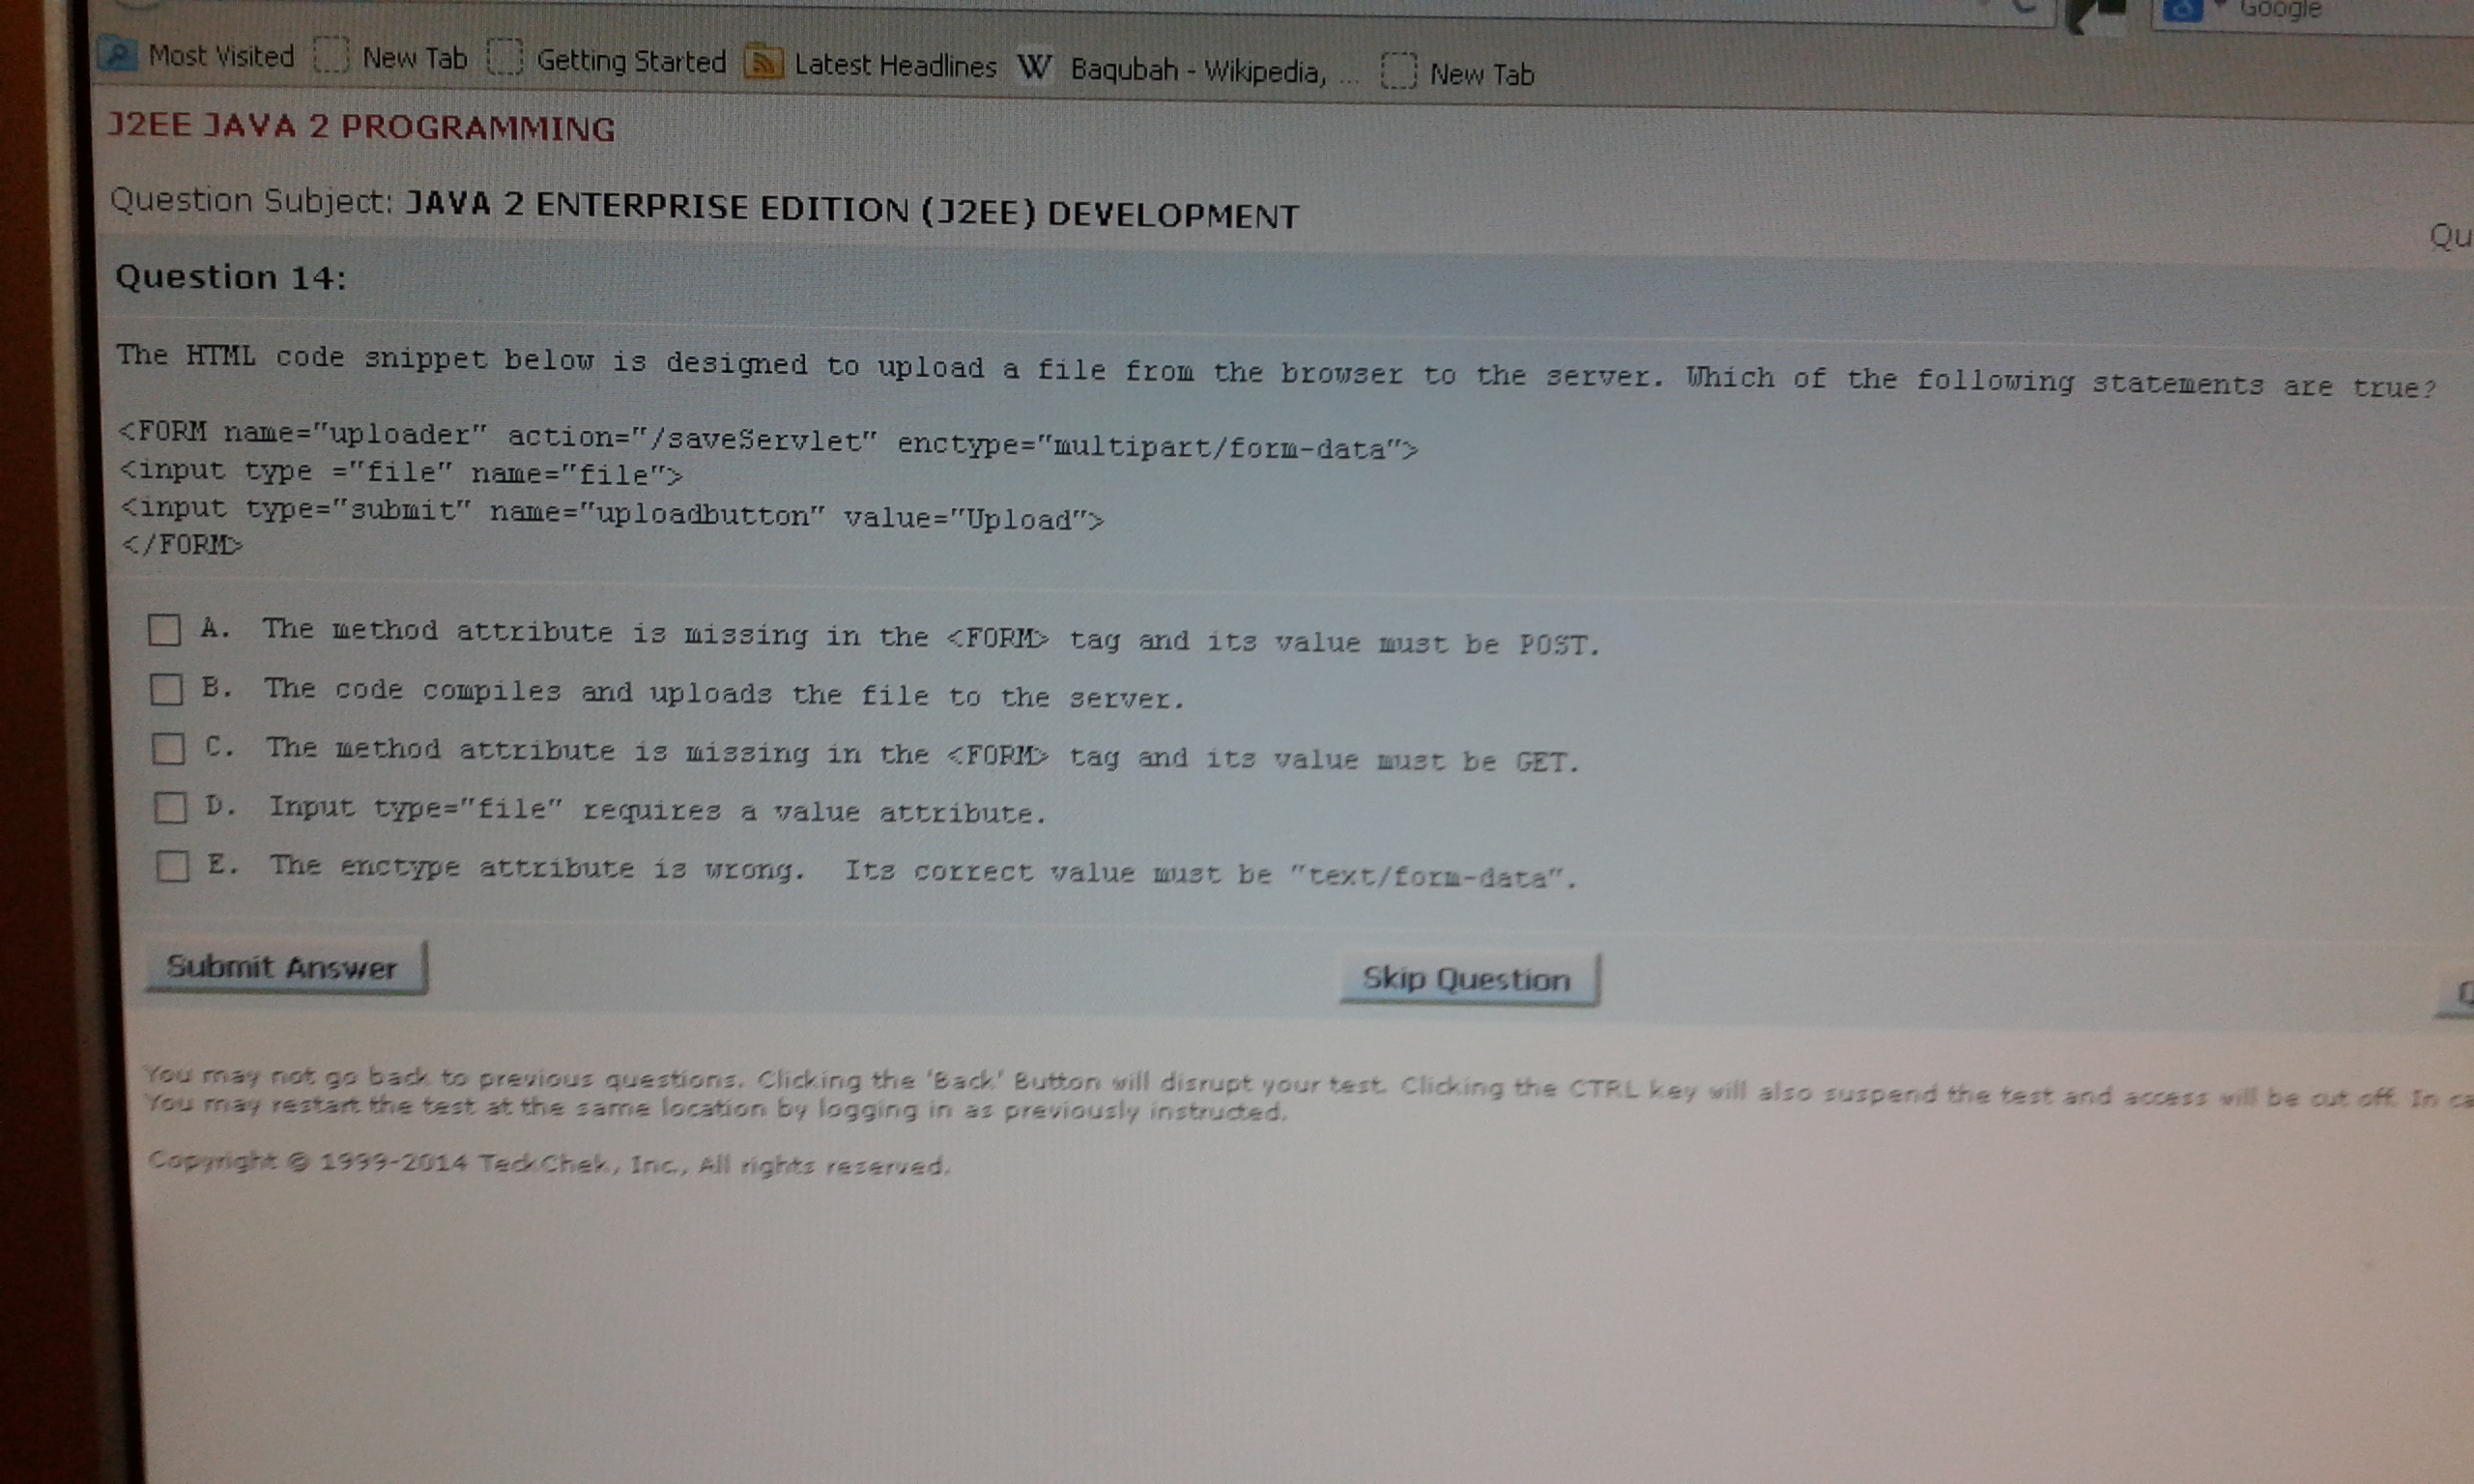 Google
Most Visited New Tab Getting Started Latest Headlines W Baqubah - Wikipedia, ... New Tab
J2EE JAVA 2 PROGRAMMING
Question Subject: JAVA 2 ENTERPRISE EDITION (J2EE) DEVELOPMENT
Qu
Question 14:
The HTML code snippet below is designed to upload a file from the browser to the server. Which of the following statements are true?
<FORM name="uploader" action="/saveServlet" enctype="multipart/form-data">
<input type ="file" name="file">
<input type="submit" name="uploadbutton" value="Upload">
</FORM>
A. The method attribute is missing in the <FORM> tag and its value must be POST.
B. The code compiles and uploads the file to the server.
C. The method attribute is missing in the <FORM> tag and its value must be GET.
D. Input type="file" requires a value attribute.
E. The enctype attribute is wrong. Its correct value must be "text/form-data".
Submit Answer Skip Question
You may not go back to previous questions. Clicking the 'Back' Button will disrupt your test. Clicking the CTRL key will also suspend the test and access will be cut off. In ca
You may restart the test at the same location by logging in as previously instructed.
Copyright © 1999-2014 TeckChek, Inc., All rights reserved.